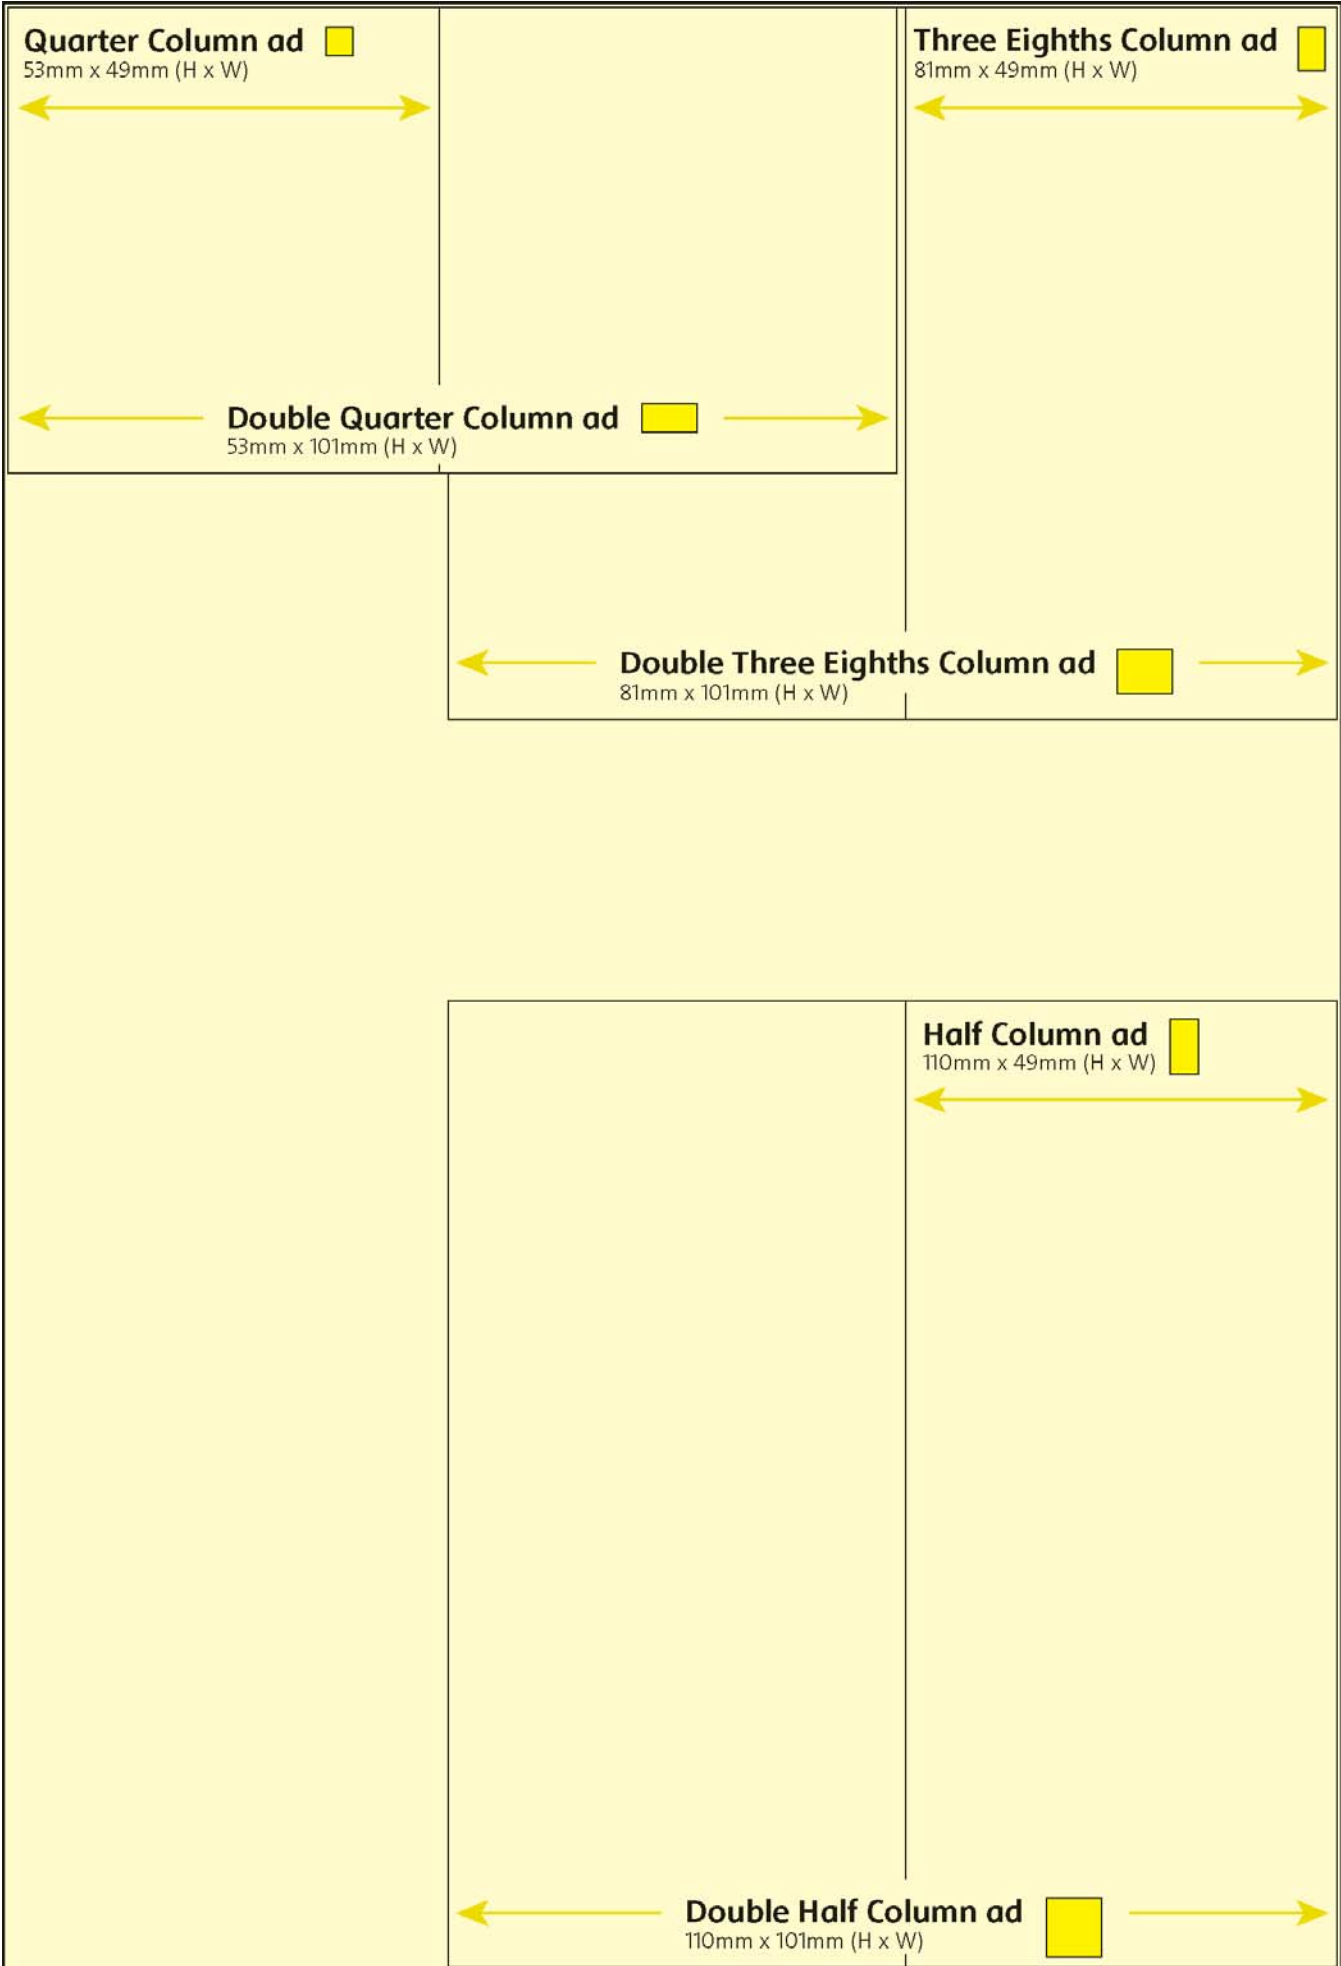 Quarter Column ad
53mm x 49mm (H x W)
Three Eighths Column ad
81mm x 49mm (H x W)
Double Quarter Column ad
53mm x 101mm (H x W)
Double Three Eighths Column ad
81mm x 101mm (H x W)
Half Column ad
110mm x 49mm (H x W)
Double Half Column ad
110mm x 101mm (H x W)